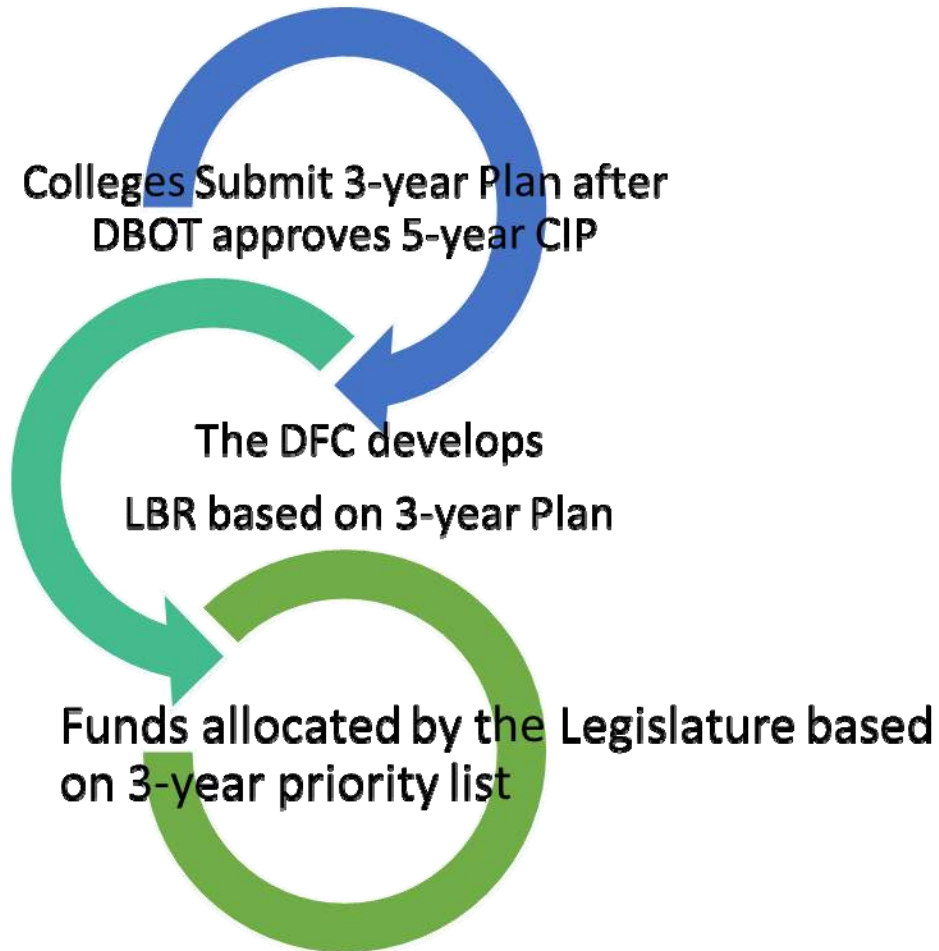 Colleges Submit 3-year Plan after
DBOT approves 5-year CIP
The DFC develops
LBR based on 3-year Plan
Funds allocated by the Legislature based
on 3-year priority list